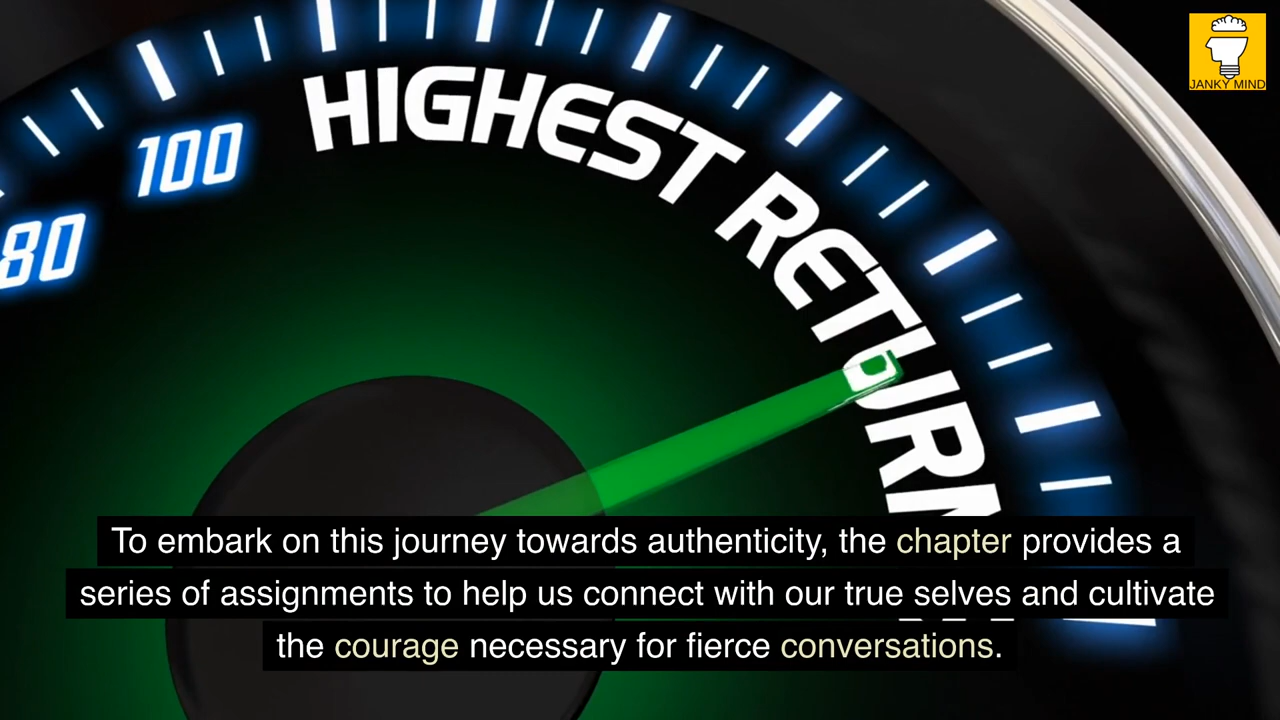 JANKY MIND
HIGHEST RETURN
100
80
To embark on this journey towards authenticity, the chapter provides a
series of assignments to help us connect with our true selves and cultivate
the courage necessary for fierce conversations.